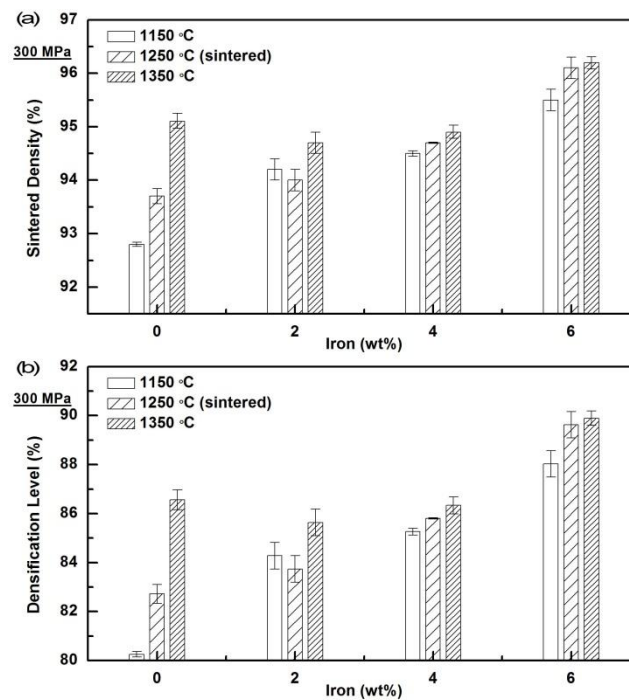 (a)
97
300 MPa
1150 °C
1250 °C (sintered)
1350 °C
96
95
94
93
92
Sintered Density (%)
0 2 4 6
Iron (wt%)
(b)
92
300 MPa
1150 °C
1250 °C (sintered)
1350 °C
90
88
86
84
82
80
Densification Level (%)
0 2 4 6
Iron (wt%)